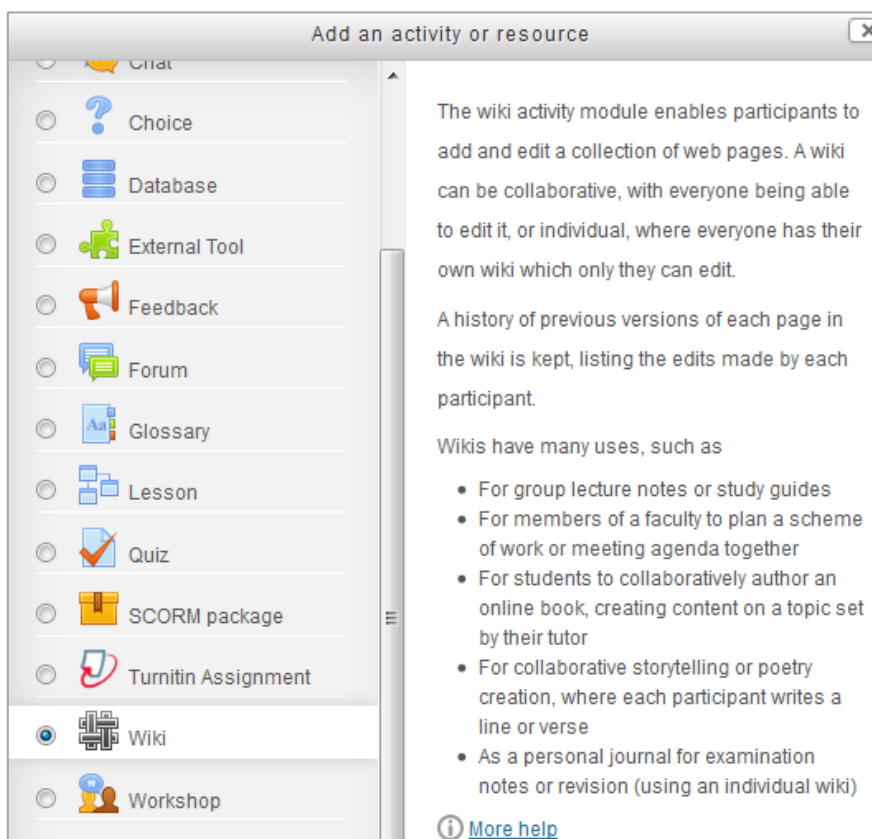 Add an activity or resource
Chat
Choice
Database
External Tool
Feedback
Forum
Aa
Glossary
Lesson
Quiz
SCORM package
Turnitin Assignment
Wiki
Workshop
The wiki activity module enables participants to
add and edit a collection of web pages. A wiki
can be collaborative, with everyone being able
to edit it, or individual, where everyone has their
own wiki which only they can edit.
A history of previous versions of each page in
the wiki is kept, listing the edits made by each
participant.
Wikis have many uses, such as
• For group lecture notes or study guides
• For members of a faculty to plan a scheme
of work or meeting agenda together
• For students to collaboratively author an
online book, creating content on a topic set
by their tutor
• For collaborative storytelling or poetry
creation, where each participant writes a
line or verse
• As a personal journal for examination
notes or revision (using an individual wiki)
More help